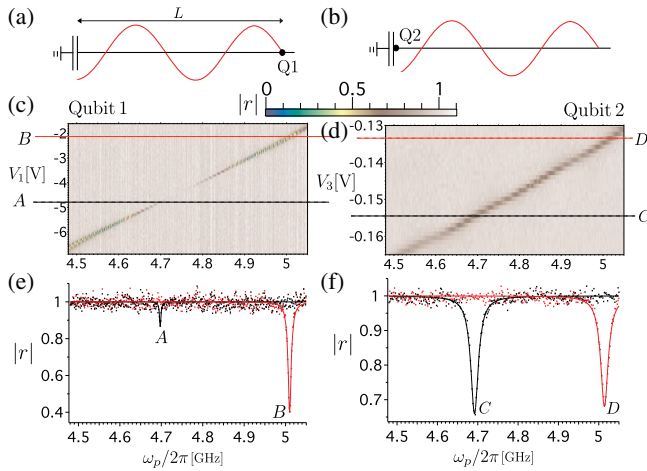 (a)
L
Q1
(b)
Q2
|r|
0
0.5
1
(c)
Qubit 1
B
A
V₁[V]
-2
-3
-4
-5
-6
4.5
4.6
4.7
4.8
4.9
5
Qubit 2
(d)
D
C
V₃[V]
-0.13
-0.14
-0.15
-0.16
4.5
4.6
4.7
4.8
4.9
5
(e)
|r|
1
0.8
0.6
0.4
A
B
4.5
4.6
4.7
4.8
4.9
5
ωₚ/2π [GHz]
(f)
|r|
1
0.9
0.8
0.7
C
D
4.5
4.6
4.7
4.8
4.9
5
ωₚ/2π [GHz]